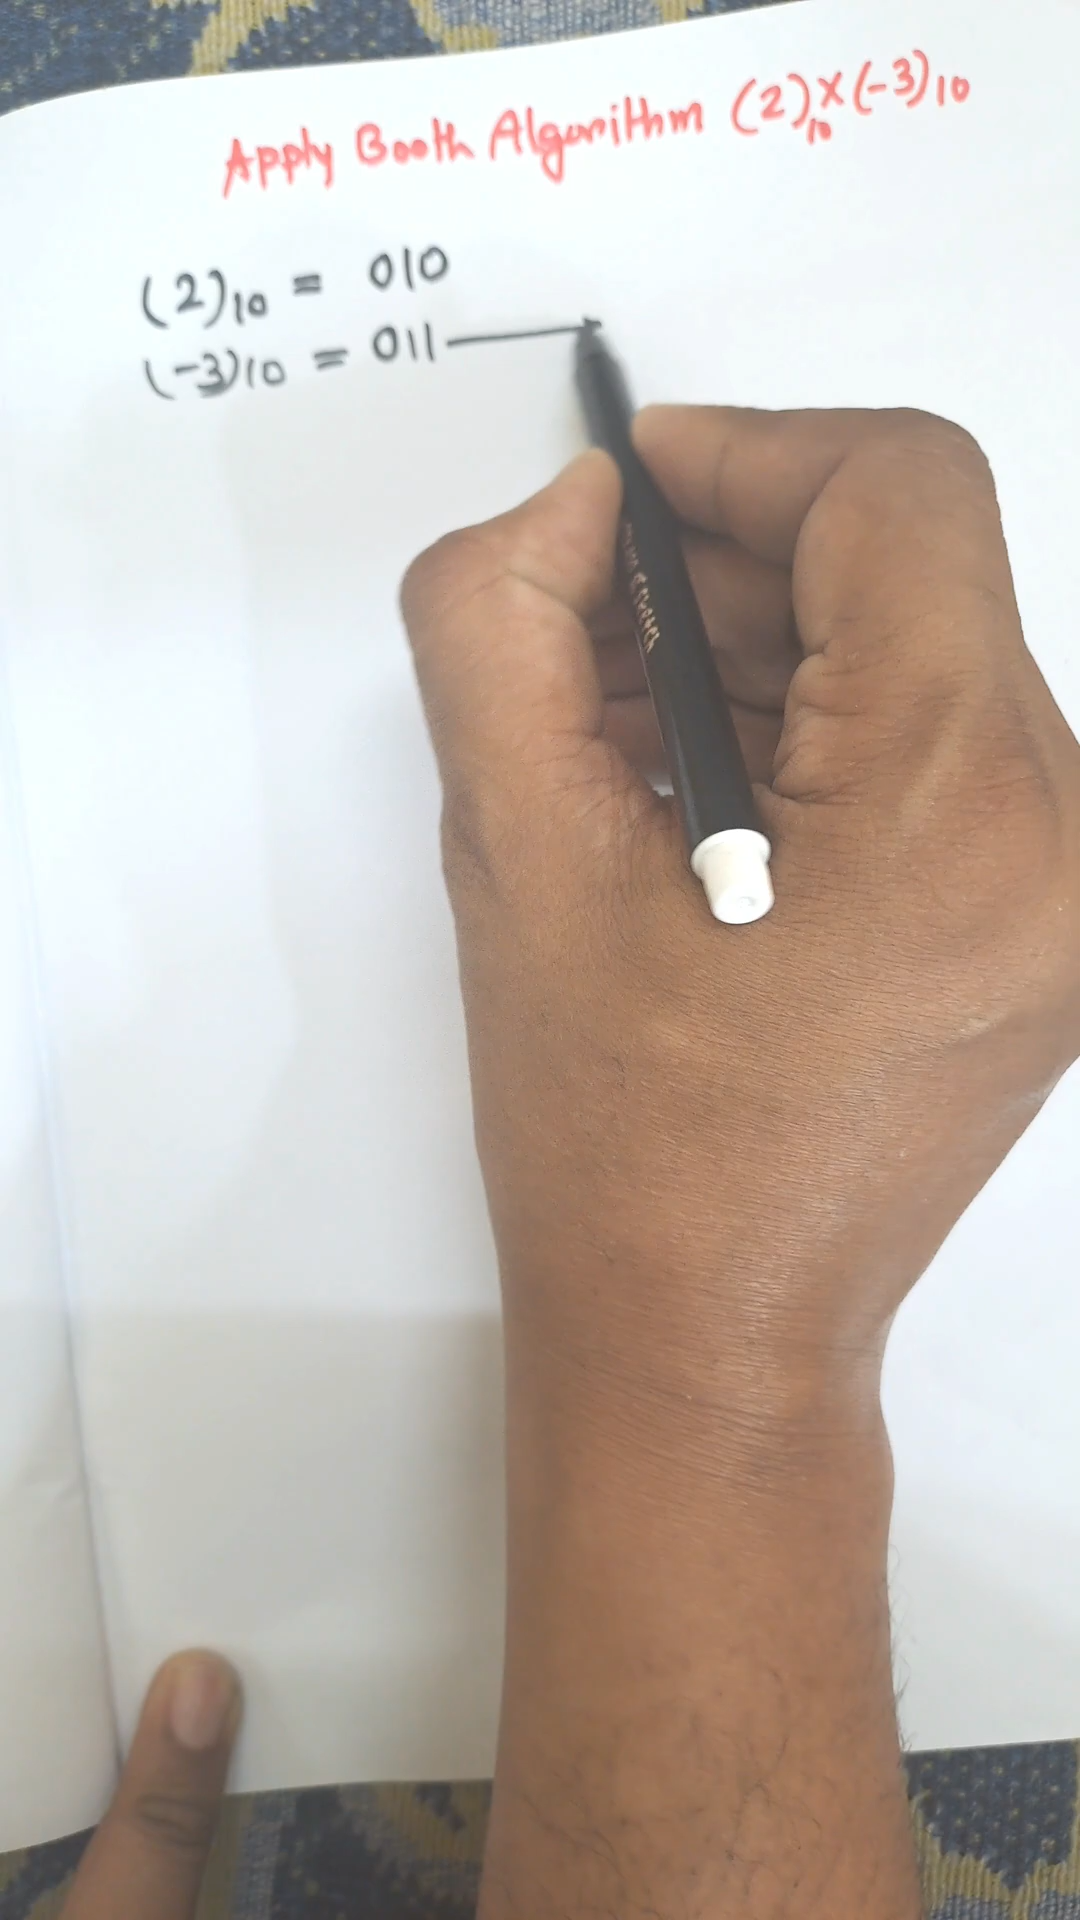 Apply Booth Algorithm (2)₁₀×(-3)₁₀
(2)₁₀ = 010
(-3)₁₀ = 011